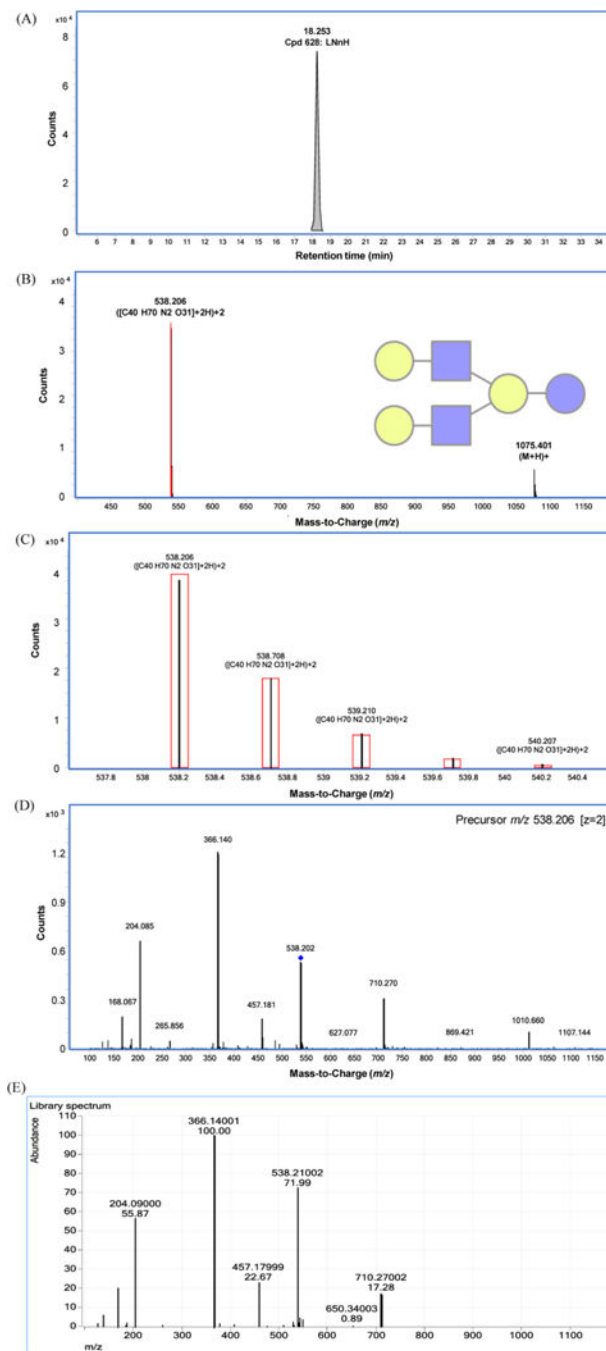 (A)
x10⁻⁴
18.253
Cpd 628: LNnH
8
6
4
2
0
Counts
6 7 8 9 10 11 12 13 14 15 16 17 18 19 20 21 22 23 24 25 26 27 28 29 30 31 32 33 34
Retention time (min)
(B)
x10⁻⁴
538.206
([C40 H70 N2 O31]+2H)+2
4
3
2
1
0
Counts
1075.401
(M+H)+
450 500 550 600 650 700 750 800 850 900 950 1000 1050 1100 1150
Mass-to-Charge (m/z)
(C)
x10⁻⁴
538.206
([C40 H70 N2 O31]+2H)+2
538.708
([C40 H70 N2 O31]+2H)+2
539.210
([C40 H70 N2 O31]+2H)+2
540.207
([C40 H70 N2 O31]+2H)+2
4
3
2
1
0
Counts
537.8 538 538.2 538.4 538.6 538.8 539 539.2 539.4 539.6 539.8 540 540.2 540.4
Mass-to-Charge (m/z)
(D)
x10⁻³
Precursor m/z 538.206 [z=2]
366.140
204.085
538.202
710.270
168.067
457.181
265.856
627.077
869.421
1010.660
1107.144
1.2
0.9
0.6
0.3
0
Counts
100 150 200 250 300 350 400 450 500 550 600 650 700 750 800 850 900 950 1000 1050 1100 1150
Mass-to-Charge (m/z)
(E)
Library spectrum
366.14001
100.00
538.21002
71.99
204.09000
55.87
457.17999
22.67
710.27002
17.28
650.34003
0.89
110
100
90
80
70
60
50
40
30
20
10
0
Abundance
200 300 400 500 600 700 800 900 1000 1100
m/z